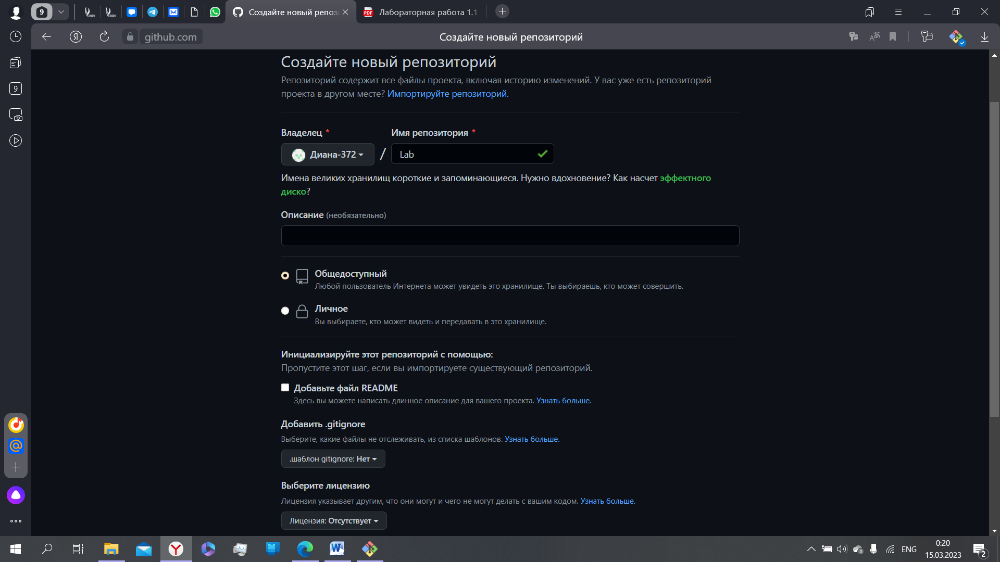 9
Создайте новый репоз
Лабораторная работа 1.1
github.com
Создайте новый репозиторий
9
Создайте новый репозиторий
Репозиторий содержит все файлы проекта, включая историю изменений. У вас уже есть репозиторий
проекта в другом месте? Импортируйте репозиторий.
Владелец *
Имя репозитория *
Диана-372
/
Lab
Имена великих хранилищ короткие и запоминающиеся. Нужно вдохновение? Как насчет эффектного
диско?
Описание (необязательно)
Общедоступный
Любой пользователь Интернета может увидеть это хранилище. Ты выбираешь, кто может совершить.
Личное
Вы выбираете, кто может видеть и передавать в это хранилище.
Инициализируйте этот репозиторий с помощью:
Пропустите этот шаг, если вы импортируете существующий репозиторий.
Добавьте файл README
Здесь вы можете написать длинное описание для вашего проекта. Узнать больше.
Добавить .gitignore
Выберите, какие файлы не отслеживать, из списка шаблонов. Узнать больше.
.шаблон gitignore: Нет
Выберите лицензию
Лицензия указывает другим, что они могут и чего не могут делать с вашим кодом. Узнать больше.
Лицензия: Отсутствует
ENG
0:20
15.03.2023
2